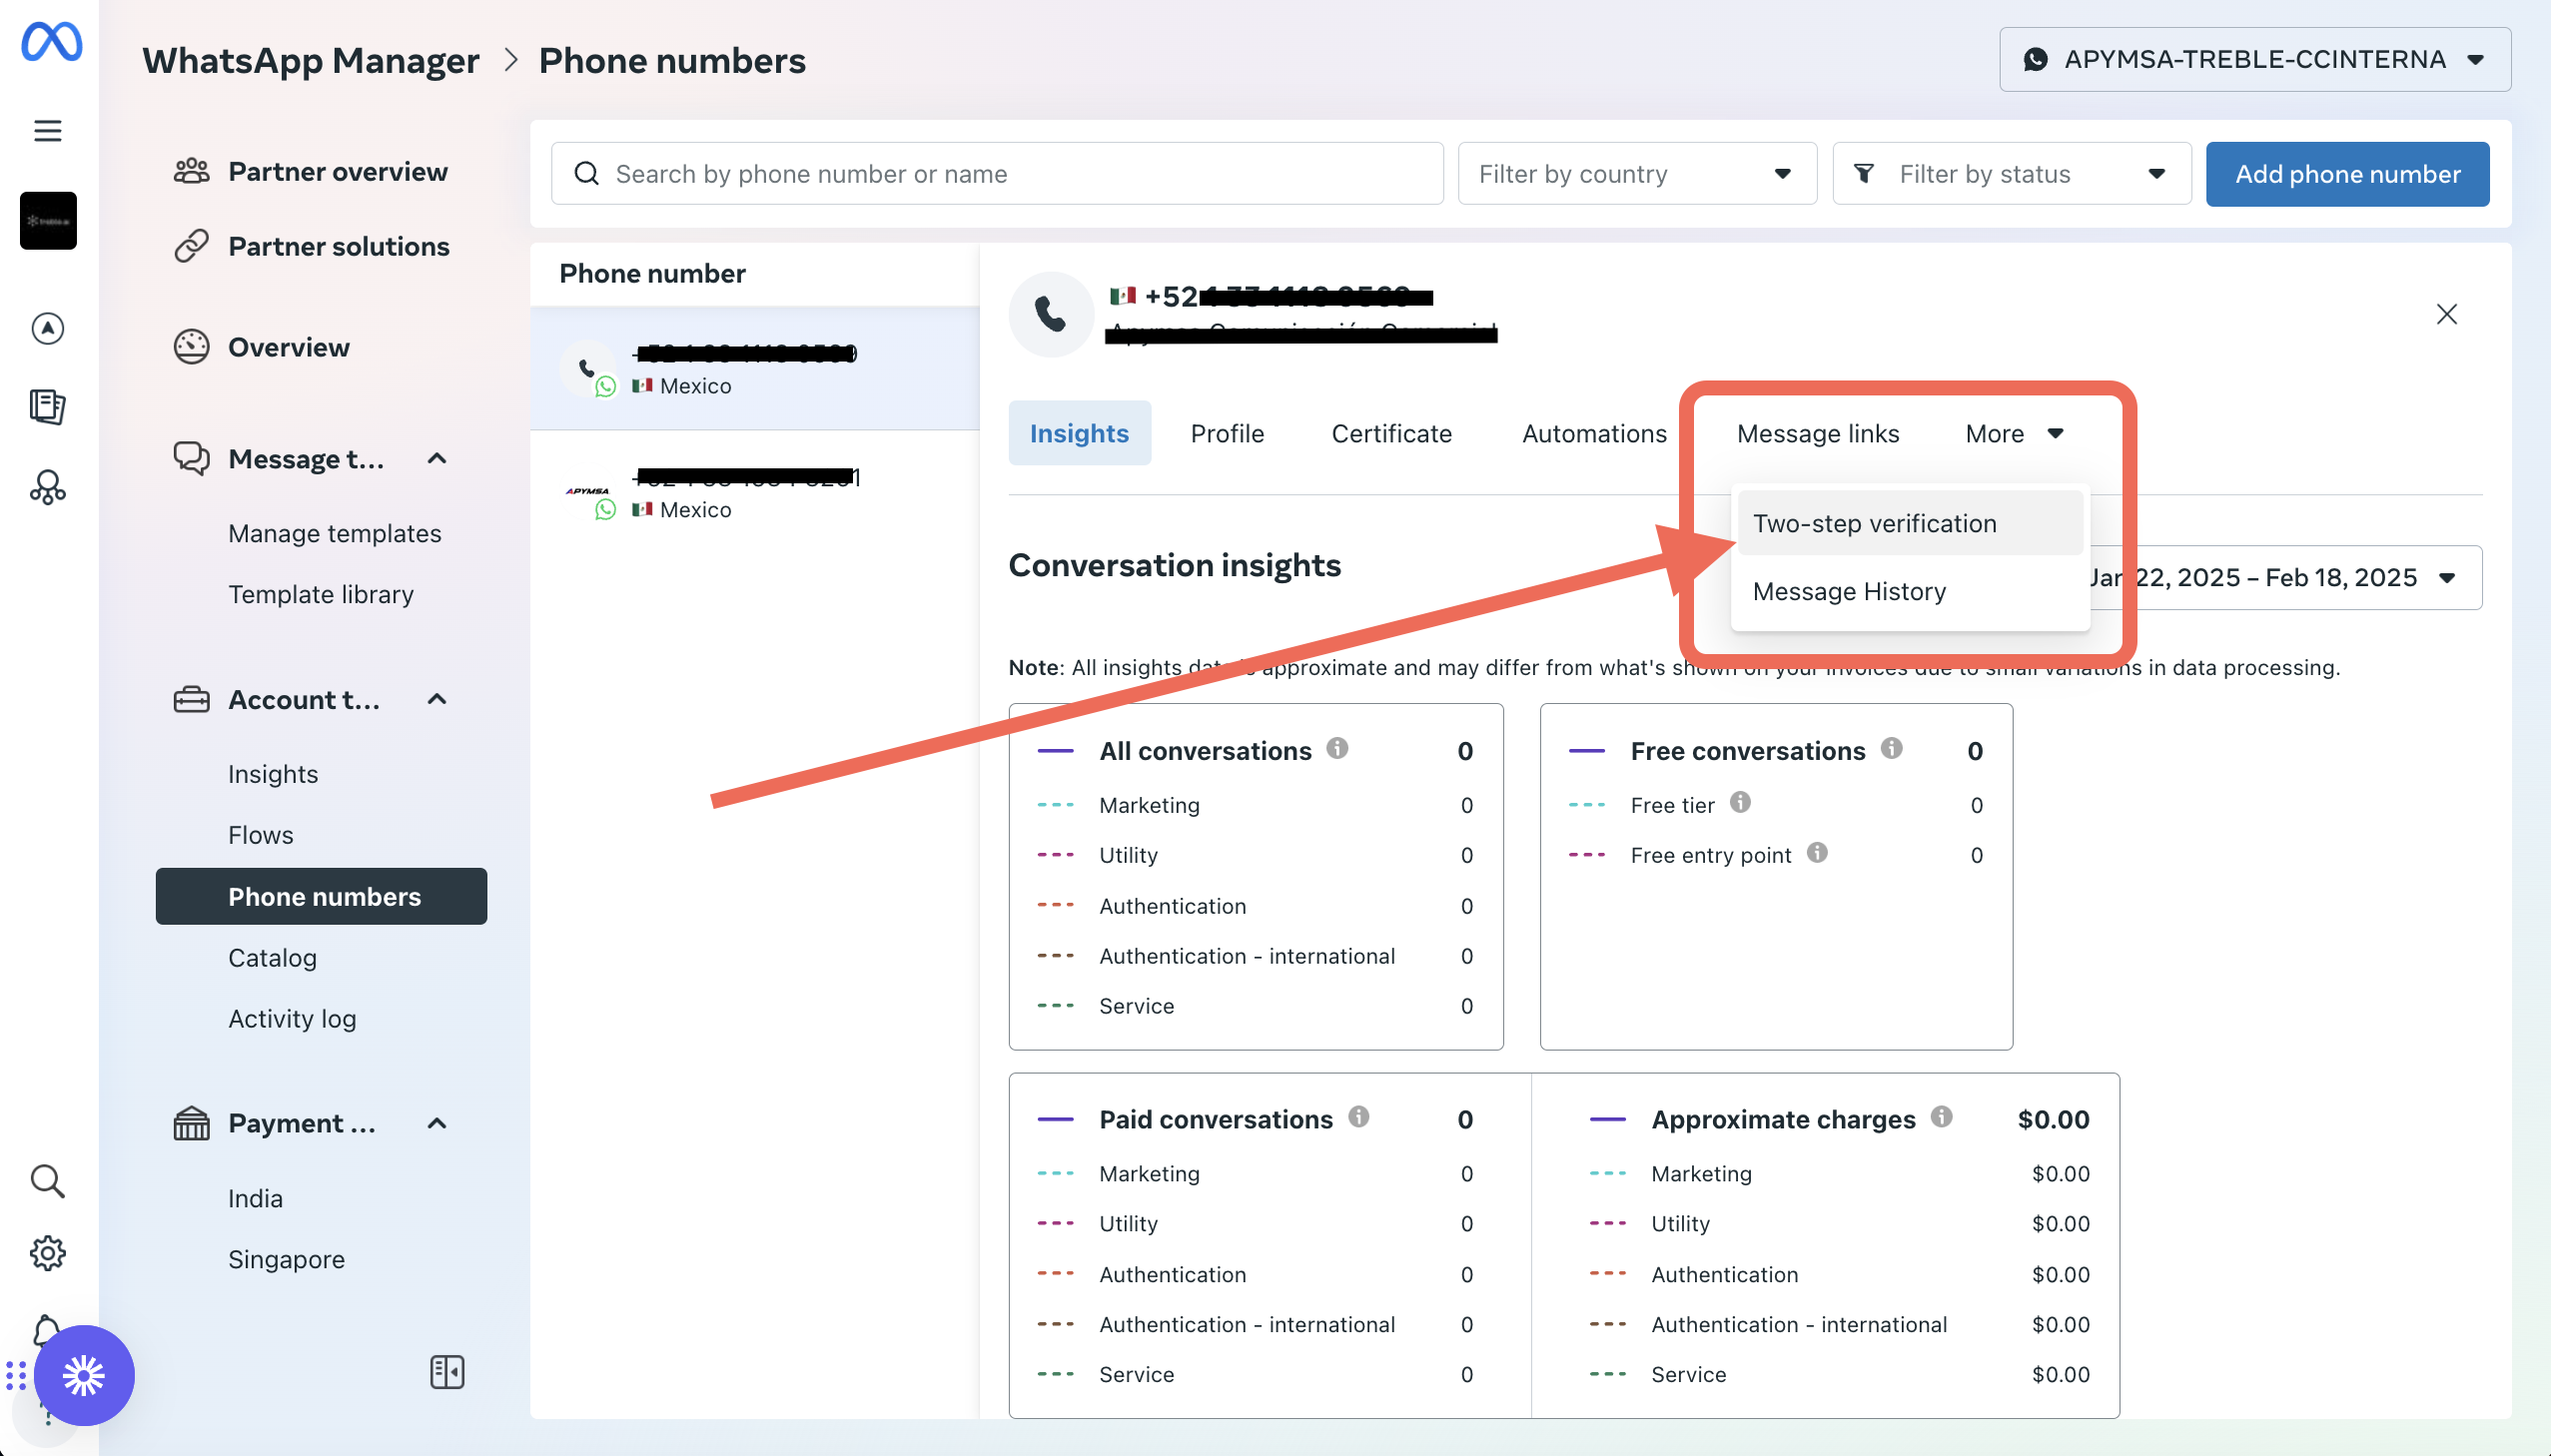 WhatsApp Manager > Phone numbers
APYMSA-TREBLE-CCINTERNA
Partner overview
Partner solutions
Overview
Message t...
Manage templates
Template library
Account t...
Insights
Flows
Phone numbers
Catalog
Activity log
Payment ...
India
Singapore
Search by phone number or name
Filter by country
Filter by status
Add phone number
Phone number
Mexico
APYMSA
Mexico
+52
Insights
Profile
Certificate
Automations
Message links
More
Two-step verification
Message History
Conversation insights
22, 2025 – Feb 18, 2025
Note: All insights data is approximate and may differ from what's shown on your invoices due to small variations in data processing.
All conversations 0
Marketing 0
Utility 0
Authentication 0
Authentication - international 0
Service 0
Free conversations 0
Free tier 0
Free entry point 0
Paid conversations 0
Marketing 0
Utility 0
Authentication 0
Authentication - international 0
Service 0
Approximate charges $0.00
Marketing $0.00
Utility $0.00
Authentication $0.00
Authentication - international $0.00
Service $0.00